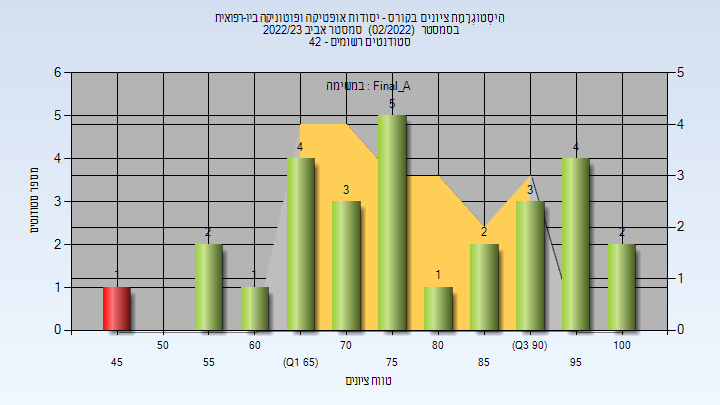 הִיסְטוֹגְרָמַת ציונים בקורס - יסודות אופטיקה ופוטוניקה ביו-רפואית
בסמסטר (02/2022) סמסטר אביב 2022/23
סטודנטים רשומים - 42
במשימה : Final_A
מספר סטודנטים
6 5 4 3 2 1 0
5 4 3 2 1 0
1 2 1 4 3 5 1 2 3 4 2
45 50 55 60 (Q1 65) 70 75 80 85 (Q3 90) 95 100
טווח ציונים